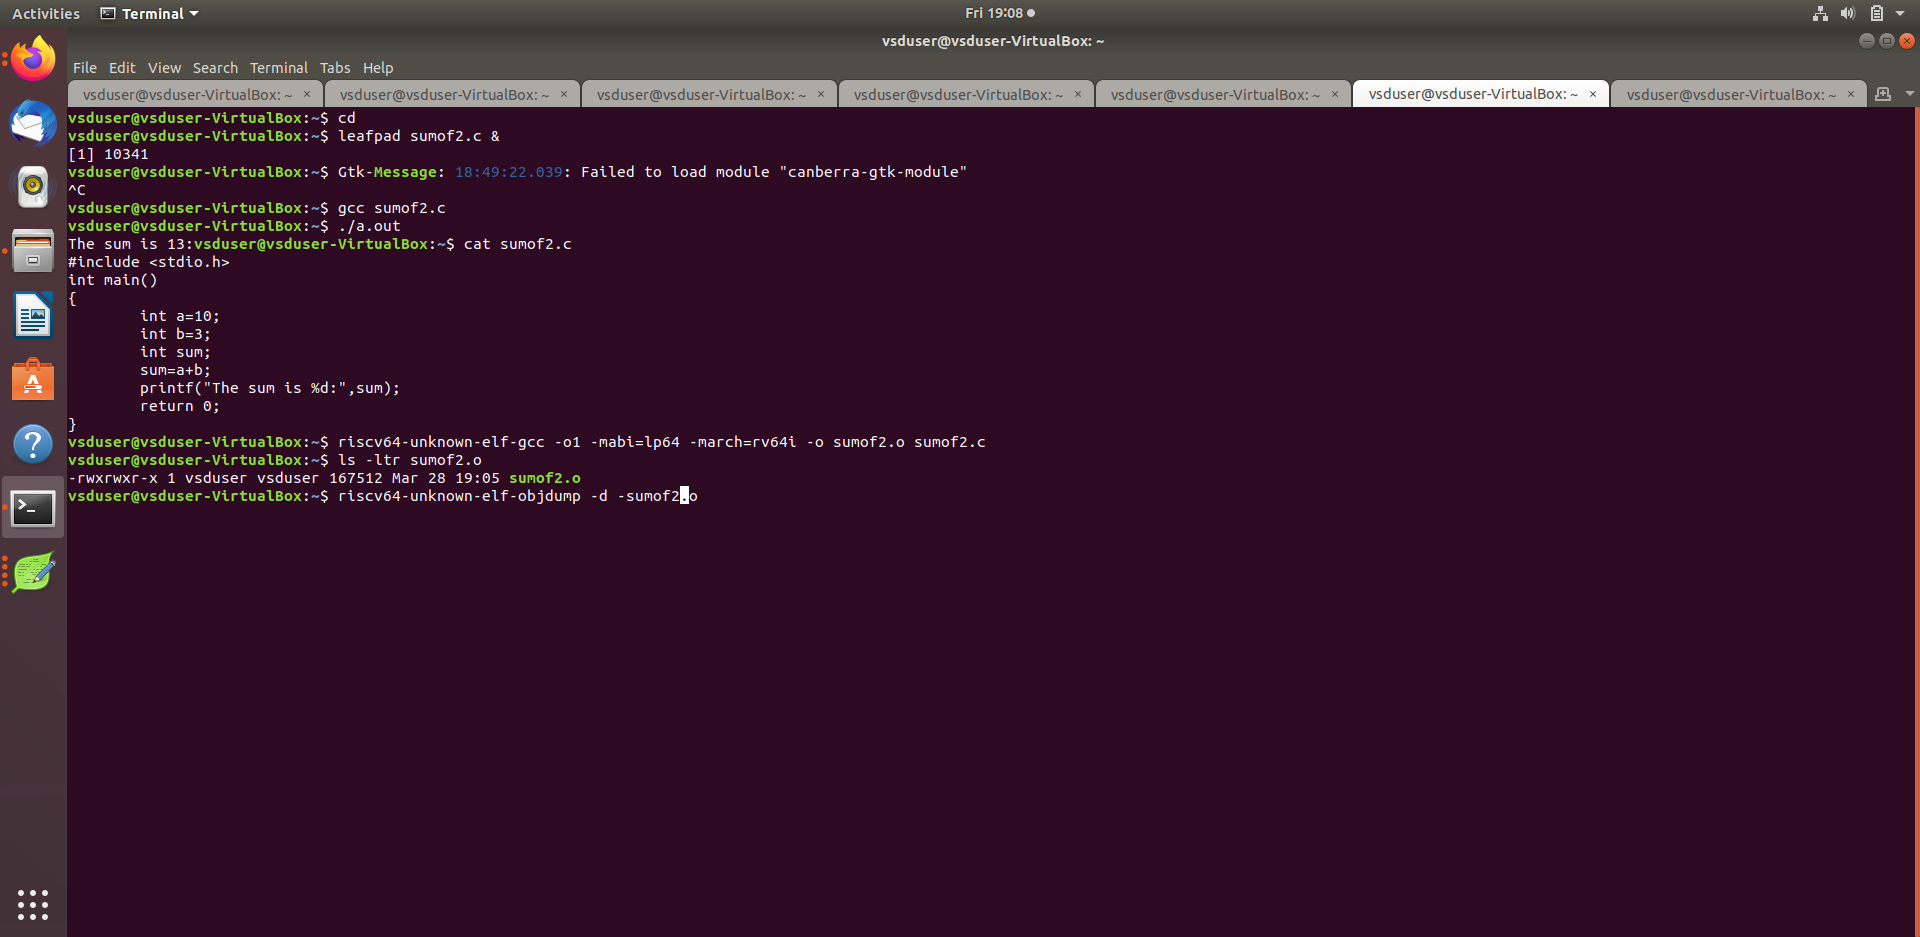 Activities Terminal Fri 19:08
vsduser@vsduser-VirtualBox: ~
File Edit View Search Terminal Tabs Help
vsduser@vsduser-VirtualBox: ~ × vsduser@vsduser-VirtualBox: ~ × vsduser@vsduser-VirtualBox: ~ × vsduser@vsduser-VirtualBox: ~ × vsduser@vsduser-VirtualBox: ~ × vsduser@vsduser-VirtualBox: ~ × vsduser@vsduser-VirtualBox: ~ ×
vsduser@vsduser-VirtualBox:~$ cd
vsduser@vsduser-VirtualBox:~$ leafpad sumof2.c &
[1] 10341
vsduser@vsduser-VirtualBox:~$ Gtk-Message: 18:49:22.039: Failed to load module "canberra-gtk-module"
^C
vsduser@vsduser-VirtualBox:~$ gcc sumof2.c
vsduser@vsduser-VirtualBox:~$ ./a.out
The sum is 13:vsduser@vsduser-VirtualBox:~$ cat sumof2.c
#include <stdio.h>
int main()
{
        int a=10;
        int b=3;
        int sum;
        sum=a+b;
        printf("The sum is %d:",sum);
        return 0;
}
vsduser@vsduser-VirtualBox:~$ riscv64-unknown-elf-gcc -o1 -mabi=lp64 -march=rv64i -o sumof2.o sumof2.c
vsduser@vsduser-VirtualBox:~$ ls -ltr sumof2.o
-rwxrwxr-x 1 vsduser vsduser 167512 Mar 28 19:05 sumof2.o
vsduser@vsduser-VirtualBox:~$ riscv64-unknown-elf-objdump -d -sumof2.o